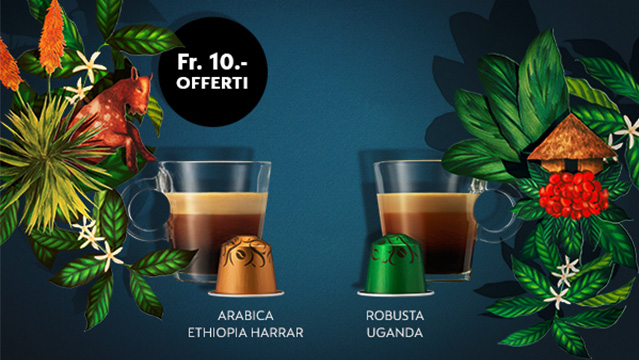 Fr. 10.-
OFFERTI
ARABICA
ETHIOPIA HARRAR
ROBUSTA
UGANDA